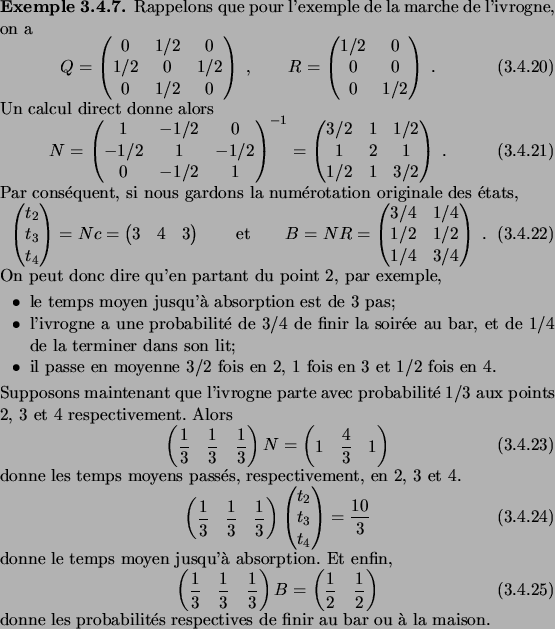 Exemple 3.4.7. Rappelons que pour l'exemple de la marche de l'ivrogne,
on a
Q = \begin{pmatrix} 0 & 1/2 & 0 \\ 1/2 & 0 & 1/2 \\ 0 & 1/2 & 0 \end{pmatrix} , R = \begin{pmatrix} 1/2 & 0 \\ 0 & 0 \\ 0 & 1/2 \end{pmatrix} . (3.4.20)
Un calcul direct donne alors
N = \begin{pmatrix} 1 & -1/2 & 0 \\ -1/2 & 1 & -1/2 \\ 0 & -1/2 & 1 \end{pmatrix}^{-1} = \begin{pmatrix} 3/2 & 1 & 1/2 \\ 1 & 2 & 1 \\ 1/2 & 1 & 3/2 \end{pmatrix} . (3.4.21)
Par conséquent, si nous gardons la numérotation originale des états,
\begin{pmatrix} t_2 \\ t_3 \\ t_4 \end{pmatrix} = Nc = \begin{pmatrix} 3 & 4 & 3 \end{pmatrix} et B = NR = \begin{pmatrix} 3/4 & 1/4 \\ 1/2 & 1/2 \\ 1/4 & 3/4 \end{pmatrix} . (3.4.22)
On peut donc dire qu'en partant du point 2, par exemple,
• le temps moyen jusqu'à absorption est de 3 pas;
• l'ivrogne a une probabilité de 3/4 de finir la soirée au bar, et de 1/4
de la terminer dans son lit;
• il passe en moyenne 3/2 fois en 2, 1 fois en 3 et 1/2 fois en 4.
Supposons maintenant que l'ivrogne parte avec probabilité 1/3 aux points
2, 3 et 4 respectivement. Alors
\begin{pmatrix} \frac{1}{3} & \frac{1}{3} & \frac{1}{3} \end{pmatrix} N = \begin{pmatrix} 1 & \frac{4}{3} & 1 \end{pmatrix} (3.4.23)
donne les temps moyens passés, respectivement, en 2, 3 et 4.
\begin{pmatrix} \frac{1}{3} & \frac{1}{3} & \frac{1}{3} \end{pmatrix} \begin{pmatrix} t_2 \\ t_3 \\ t_4 \end{pmatrix} = \frac{10}{3} (3.4.24)
donne le temps moyen jusqu'à absorption. Et enfin,
\begin{pmatrix} \frac{1}{3} & \frac{1}{3} & \frac{1}{3} \end{pmatrix} B = \begin{pmatrix} \frac{1}{2} & \frac{1}{2} \end{pmatrix} (3.4.25)
donne les probabilités respectives de finir au bar ou à la maison.